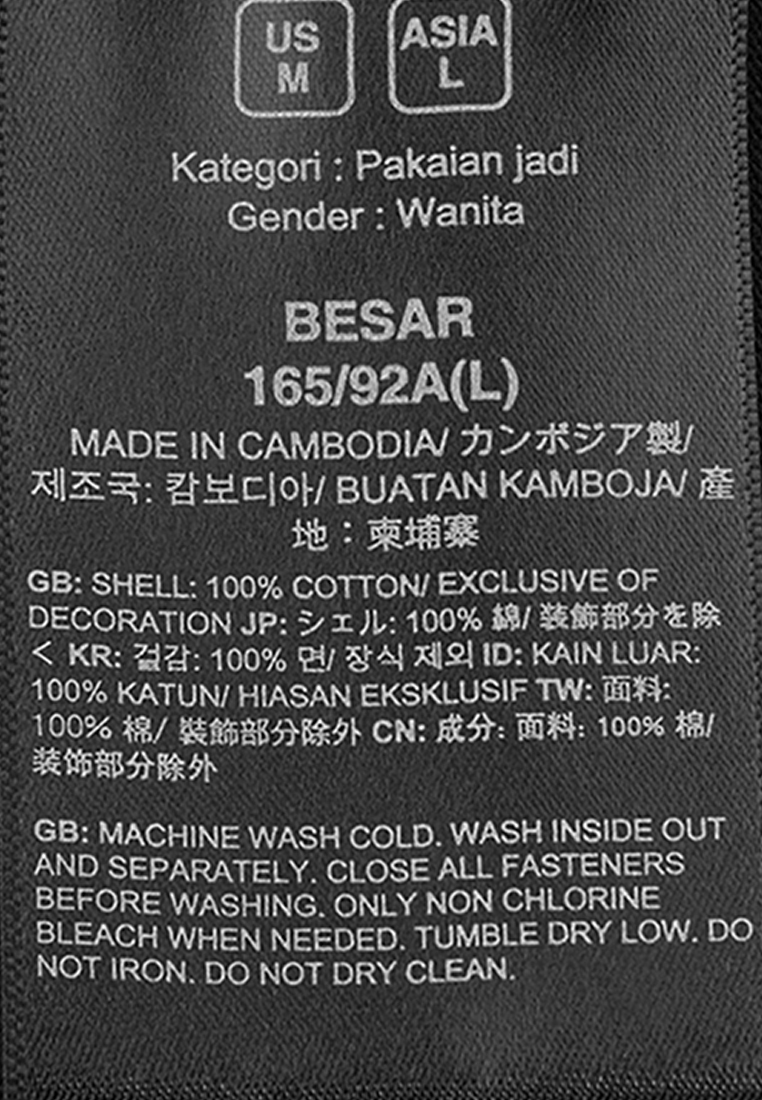 US
M
ASIA
L
Kategori : Pakaian jadi
Gender : Wanita
BESAR
165/92A(L)
MADE IN CAMBODIA/ カンボジア製/
제조국: 캄보디아/ BUATAN KAMBOJA/ 產
地：柬埔寨
GB: SHELL: 100% COTTON/ EXCLUSIVE OF
DECORATION JP: シェル: 100% 綿/ 装飾部分を除
く KR: 겉감: 100% 면/ 장식 제외 ID: KAIN LUAR:
100% KATUN/ HIASAN EKSKLUSIF TW: 面料:
100% 棉/ 裝飾部分除外 CN: 成分: 面料: 100% 棉/
装饰部分除外
GB: MACHINE WASH COLD. WASH INSIDE OUT
AND SEPARATELY. CLOSE ALL FASTENERS
BEFORE WASHING. ONLY NON CHLORINE
BLEACH WHEN NEEDED. TUMBLE DRY LOW. DO
NOT IRON. DO NOT DRY CLEAN.